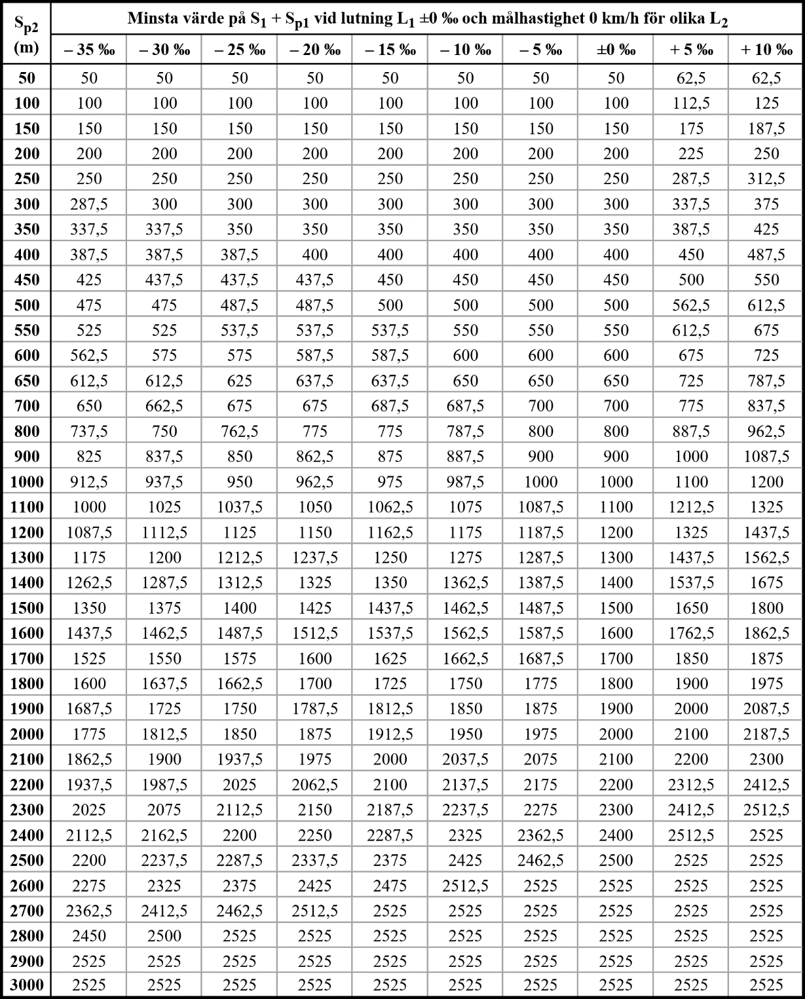 S_p2 (m) Minsta värde på S_1 + S_p1 vid lutning L_1 ±0 ‰ och målhastighet 0 km/h för olika L_2
– 35 ‰ – 30 ‰ – 25 ‰ – 20 ‰ – 15 ‰ – 10 ‰ – 5 ‰ ±0 ‰ + 5 ‰ + 10 ‰
50 50 50 50 50 50 50 50 50 62,5 62,5
100 100 100 100 100 100 100 100 100 112,5 125
150 150 150 150 150 150 150 150 150 175 187,5
200 200 200 200 200 200 200 200 200 225 250
250 250 250 250 250 250 250 250 250 287,5 312,5
300 287,5 300 300 300 300 300 300 300 337,5 375
350 337,5 337,5 350 350 350 350 350 350 387,5 425
400 387,5 387,5 387,5 400 400 400 400 400 450 487,5
450 425 437,5 437,5 437,5 450 450 450 450 500 550
500 475 475 487,5 487,5 500 500 500 500 562,5 612,5
550 525 525 537,5 537,5 537,5 550 550 550 612,5 675
600 562,5 575 575 587,5 587,5 600 600 600 675 725
650 612,5 612,5 625 637,5 637,5 650 650 650 725 787,5
700 650 662,5 675 675 687,5 687,5 700 700 775 837,5
800 737,5 750 762,5 775 775 787,5 800 800 887,5 962,5
900 825 837,5 850 862,5 875 887,5 900 900 1000 1087,5
1000 912,5 937,5 950 962,5 975 987,5 1000 1000 1100 1200
1100 1000 1025 1037,5 1050 1062,5 1075 1087,5 1100 1212,5 1325
1200 1087,5 1112,5 1125 1150 1162,5 1175 1187,5 1200 1325 1437,5
1300 1175 1200 1212,5 1237,5 1250 1275 1287,5 1300 1437,5 1562,5
1400 1262,5 1287,5 1312,5 1325 1350 1362,5 1387,5 1400 1537,5 1675
1500 1350 1375 1400 1425 1437,5 1462,5 1487,5 1500 1650 1800
1600 1437,5 1462,5 1487,5 1512,5 1537,5 1562,5 1587,5 1600 1762,5 1862,5
1700 1525 1550 1575 1600 1625 1662,5 1687,5 1700 1850 1875
1800 1600 1637,5 1662,5 1700 1725 1750 1775 1800 1900 1975
1900 1687,5 1725 1750 1787,5 1812,5 1850 1875 1900 2000 2087,5
2000 1775 1812,5 1850 1875 1912,5 1950 1975 2000 2100 2187,5
2100 1862,5 1900 1937,5 1975 2000 2037,5 2075 2100 2200 2300
2200 1937,5 1987,5 2025 2062,5 2100 2137,5 2175 2200 2312,5 2412,5
2300 2025 2075 2112,5 2150 2187,5 2237,5 2275 2300 2412,5 2512,5
2400 2112,5 2162,5 2200 2250 2287,5 2325 2362,5 2400 2512,5 2525
2500 2200 2237,5 2287,5 2337,5 2375 2425 2462,5 2500 2525 2525
2600 2275 2325 2375 2425 2475 2512,5 2525 2525 2525 2525
2700 2362,5 2412,5 2462,5 2512,5 2525 2525 2525 2525 2525 2525
2800 2450 2500 2525 2525 2525 2525 2525 2525 2525 2525
2900 2525 2525 2525 2525 2525 2525 2525 2525 2525 2525
3000 2525 2525 2525 2525 2525 2525 2525 2525 2525 2525